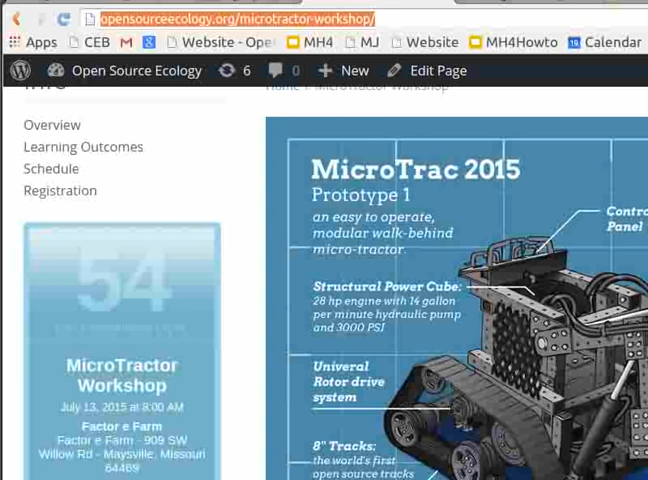 opensourceecology.org/microtractor-workshop/
Apps CEB Website - Ope MH4 MJ Website MH4Howto Calendar
Open Source Ecology 6 0 + New Edit Page
Home MicroTractor Workshop
Overview
Learning Outcomes
Schedule
Registration
54
MicroTractor
Workshop
July 13, 2015 at 8:00 AM
Factor e Farm
Factor e Farm - 909 SW
Willow Rd - Maysville, Missouri
64469
MicroTrac 2015
Prototype 1
an easy to operate,
modular walk-behind
micro-tractor
Contro
Panel
Structural Power Cube:
28 hp engine with 14 gallon
per minute hydraulic pump
and 3000 PSI
Univeral
Rotor drive
system
8" Tracks:
the world's first
open source tracks